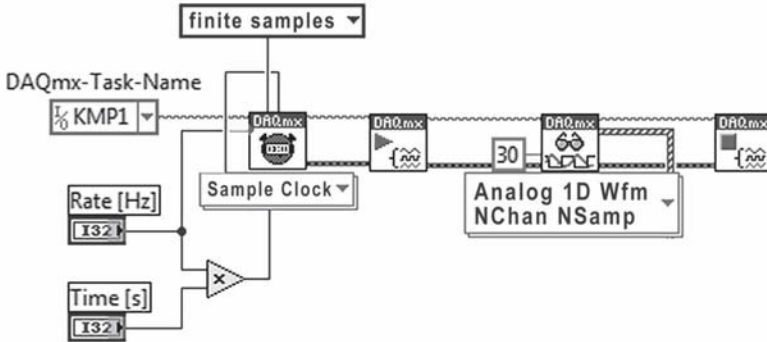 finite samples
DAQmx-Task-Name
I/O KMP1
DAQmx
DAQmx
DAQmx
DAQmx
30
Sample Clock
Analog 1D Wfm
NChan NSamp
Rate [Hz]
I32
x
Time [s]
I32